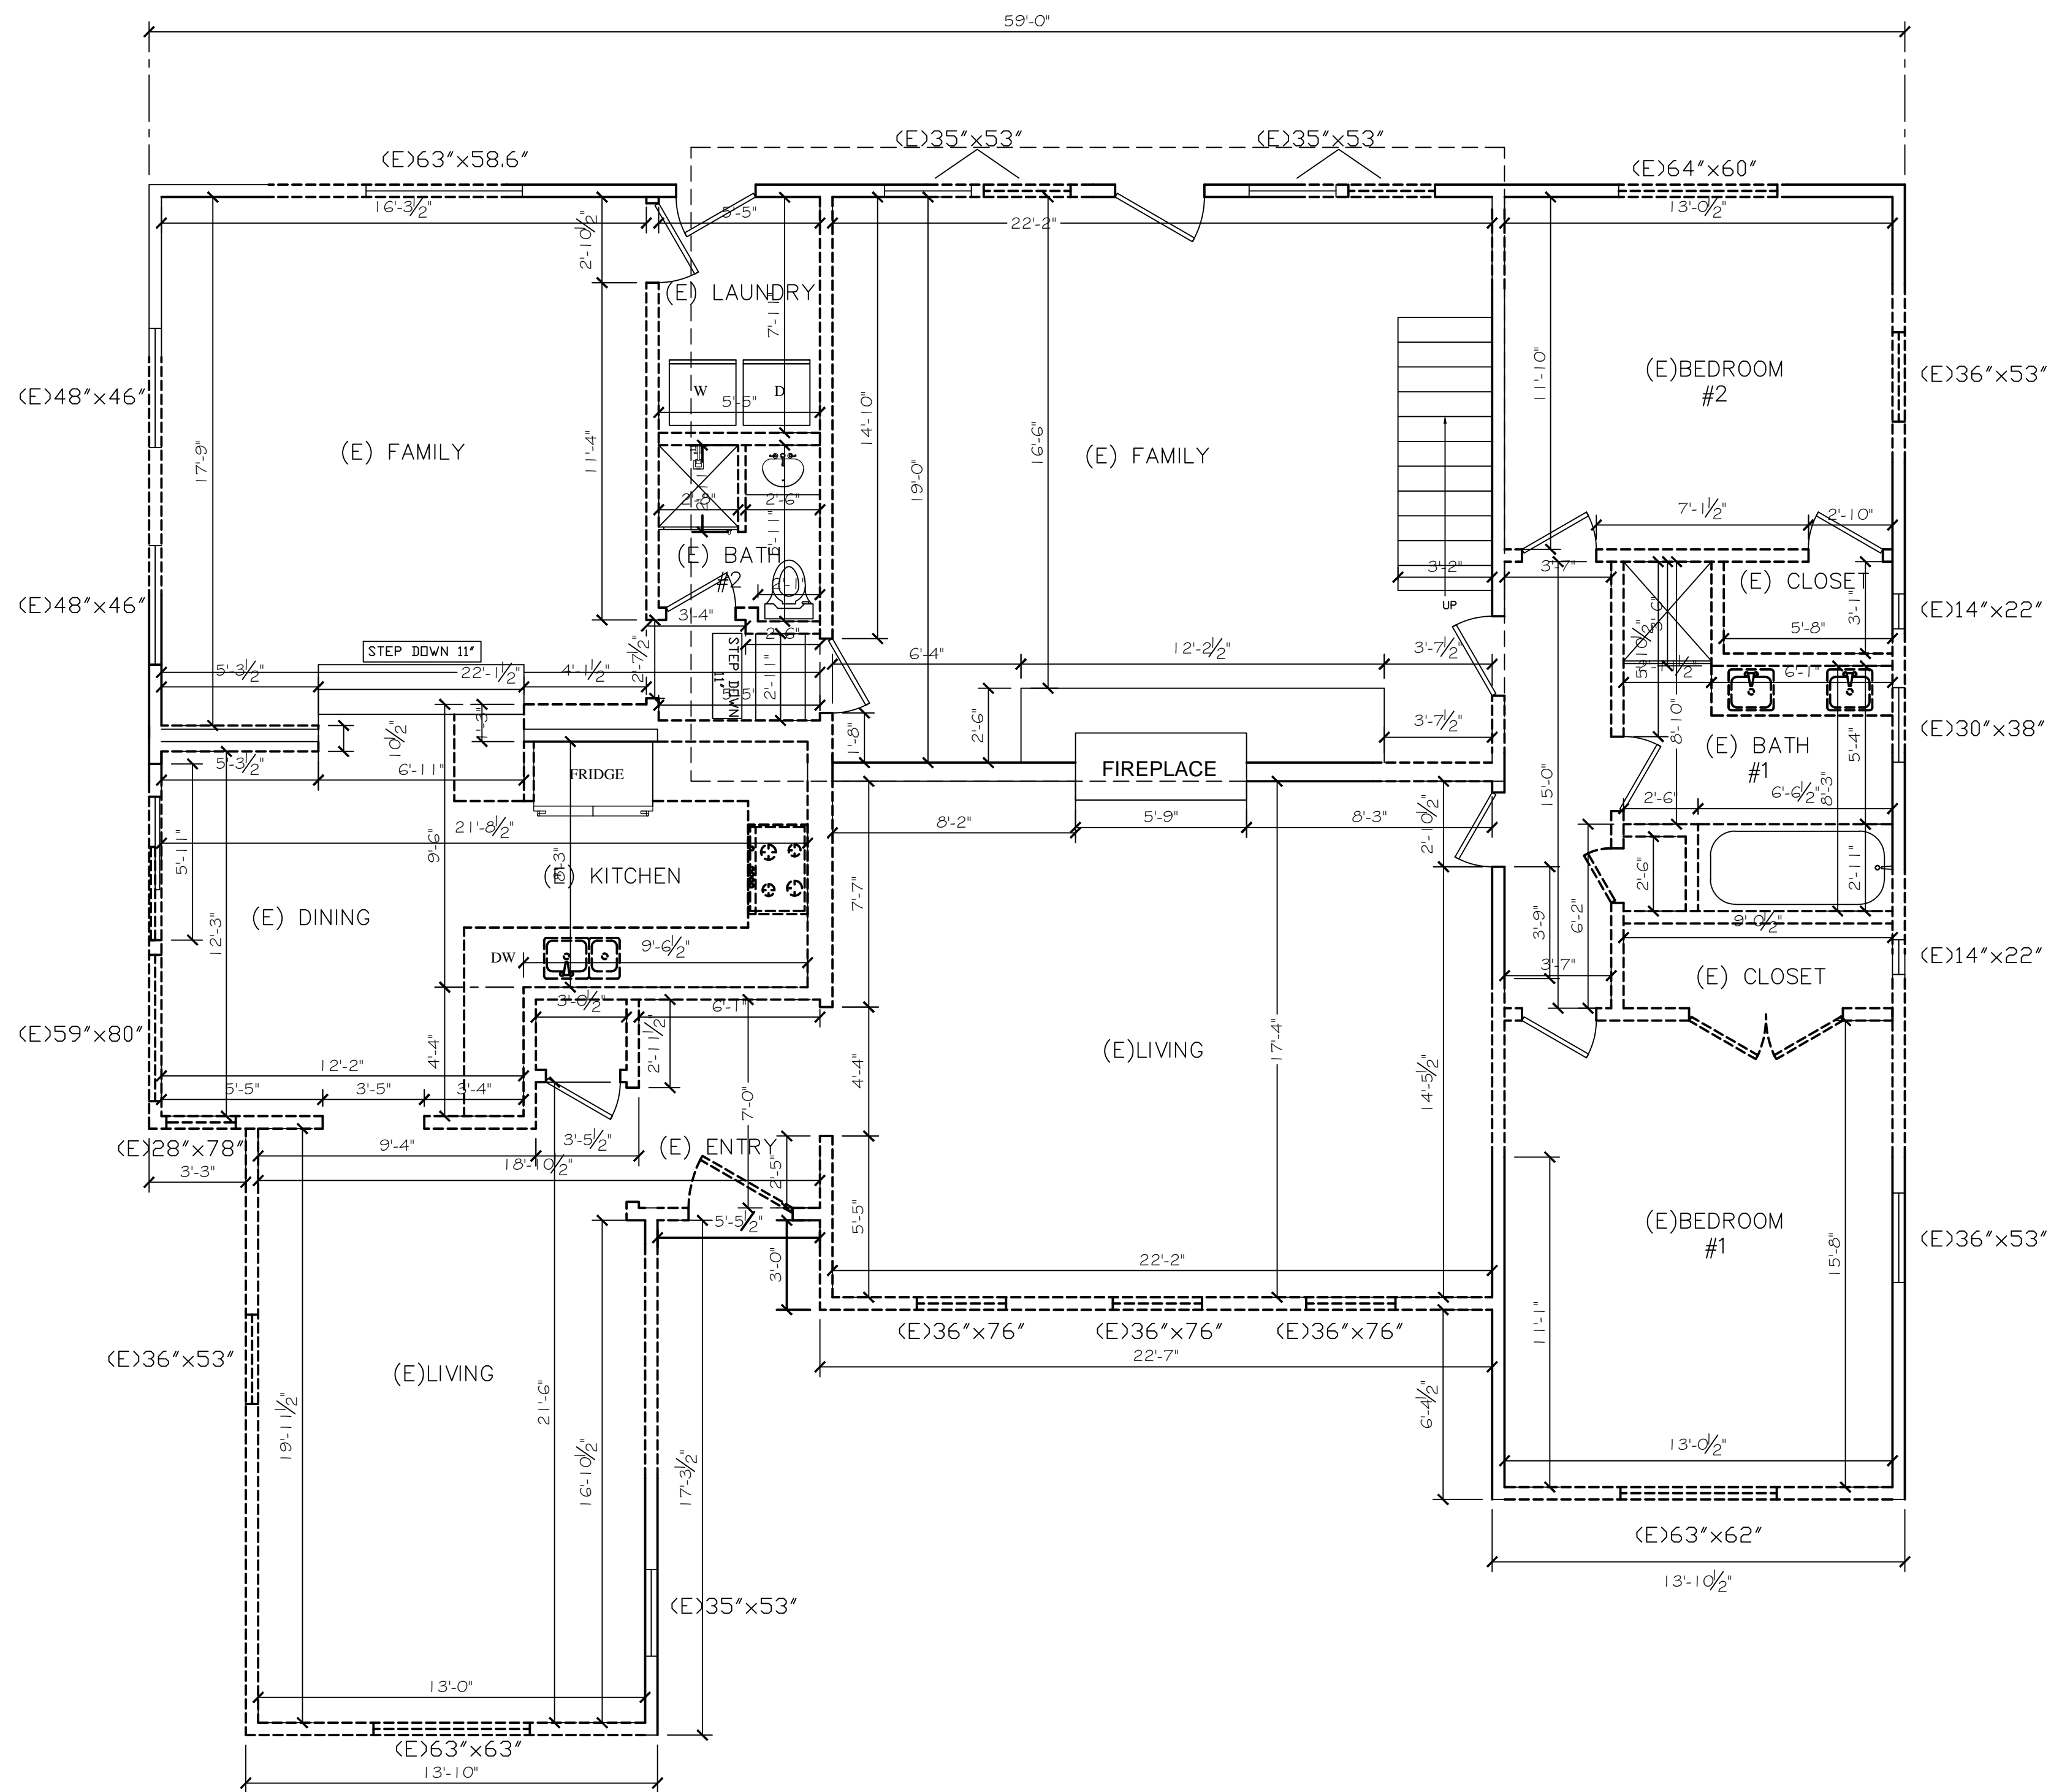 59'-0"
(E)35"x53"
(E)35"x53"
(E)63"x58.6"
(E)64"x60"
16'-3½"
5'-5"
22'-2"
13'-0½"
2'-10½"
(E) LAUNDRY
7'-11"
(E)48"x46"
17'-9"
(E) FAMILY
11'-4"
W
D
5'-5"
14'-10"
19'-0"
16'-6"
(E) FAMILY
11'-10"
(E)BEDROOM
#2
(E)36"x53"
7'-1½"
2'-10"
2'-6"
(E) BATH
#2
2'-1"
3'-4"
2'-6"
3'-2"
UP
3'-7"
(E) CLOSET
3'-1"
5'-8"
(E)14"x22"
(E)48"x46"
STEP DOWN 11"
STEP DOWN
11"
5'-3½"
22'-1½"
4'-1½"
2'-7½"
5'-5"
2'-11"
6'-4"
12'-2½"
3'-7½"
6'-1"
1'-3"
10½"
2'-6"
1'-8"
3'-7½"
8'-10"
5'-4"
(E) BATH
#1
(E)30"x38"
5'-3½"
6'-11"
FRIDGE
FIREPLACE
15'-0"
2'-6"
6'-6½"
8'-3"
21'-8½"
8'-2"
5'-9"
8'-3"
2'-10½"
5'-11"
9'-6"
(E) KITCHEN
7'-7"
2'-6"
2'-11"
(E) DINING
12'-3"
3'-9"
6'-2"
9'-0½"
DW
9'-6½"
3'-7"
(E) CLOSET
(E)14"x22"
3'-0½"
6'-1"
(E)59"x80"
4'-4"
2'-11½"
4'-4"
(E)LIVING
17'-4"
14'-5½"
12'-2"
5'-5"
3'-5"
3'-4"
7'-0"
(E)28"x78"
9'-4"
3'-5½"
(E) ENTRY
3'-3"
18'-10½"
2'-5"
5'-5½"
5'-5"
(E)BEDROOM
#1
(E)36"x53"
15'-8"
3'-0"
22'-2"
(E)36"x76"
(E)36"x76"
(E)36"x76"
11'-1"
22'-7"
(E)36"x53"
(E)LIVING
19'-11½"
21'-6"
16'-10½"
17'-3½"
6'-4½"
13'-0½"
(E)63"x62"
13'-10½"
(E)35"x53"
13'-0"
(E)63"x63"
13'-10"